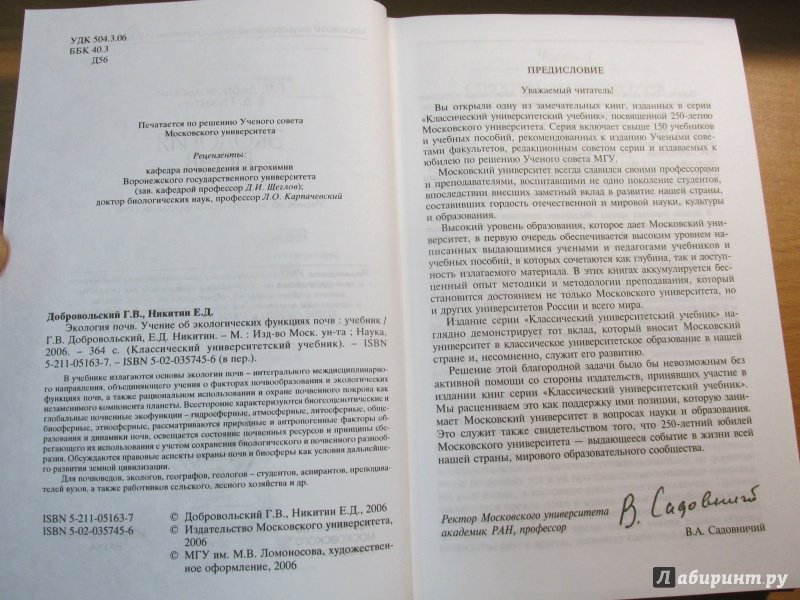 УДК 504.3.06
ББК 40.3
Д56
Печатается по решению Ученого совета
Московского университета
Рецензенты:
кафедра почвоведения и агрохимии
Воронежского государственного университета
(зав. кафедрой профессор Д.И. Щеглов);
доктор биологических наук, профессор Л.О. Карпачевский
Добровольский Г.В., Никитин Е.Д.
Экология почв. Учение об экологических функциях почв : учебник /
Г.В. Добровольский, Е.Д. Никитин. – М. : Изд-во Моск. ун-та ; Наука,
2006. – 364 с. (Классический университетский учебник). – ISBN
5-211-05163-7. – ISBN 5-02-035745-6 (в пер.).
В учебнике излагаются основы экологии почв – интегрального междисциплинарно-
го направления, объединяющего учения о факторах почвообразования и экологических
функциях почв, а также рациональном использовании и охране почвенного покрова как
незаменимого компонента планеты. Всесторонне характеризуются биогеоценотические и
глобальные почвенные экофункции – гидросферные, атмосферные, литосферные, обще-
биосферные, этносферные, рассматриваются природные и антропогенные факторы об-
разования и динамики почв, освещается состояние почвенных ресурсов и принципы сбе-
регающего их использования с учетом сохранения биологического и почвенного разнооб-
разия. Обсуждаются правовые аспекты охраны почв и биосферы как условия дальнейше-
го развития земной цивилизации.
Для почвоведов, экологов, географов, геологов – студентов, аспирантов, преподава-
телей вузов, а также работников сельского, лесного хозяйства и др.
ISBN 5-211-05163-7
ISBN 5-02-035745-6
© Добровольский Г.В., Никитин Е.Д., 2006
© Издательство Московского университета,
2006
© МГУ им. М.В. Ломоносова, художествен-
ное оформление, 2006
ПРЕДИСЛОВИЕ
Уважаемый читатель!
Вы открыли одну из замечательных книг, изданных в серии
«Классический университетский учебник», посвященной 250-летию
Московского университета. Серия включает свыше 150 учебников
и учебных пособий, рекомендованных к изданию Учеными сове-
тами факультетов, редакционным советом серии и издаваемых к
юбилею по решению Ученого совета МГУ.
Московский университет всегда славился своими профессорами
и преподавателями, воспитавшими не одно поколение студентов,
впоследствии внесших заметный вклад в развитие нашей страны,
составивших гордость отечественной и мировой науки, культуры
и образования.
Высокий уровень образования, которое дает Московский уни-
верситет, в первую очередь обеспечивается высоким уровнем на-
писанных выдающимися учеными и педагогами учебников и
учебных пособий, в которых сочетаются как глубина, так и доступ-
ность излагаемого материала. В этих книгах аккумулируется бес-
ценный опыт методики и методологии преподавания, который
становится достоянием не только Московского университета, но
и других университетов России и всего мира.
Издание серии «Классический университетский учебник» на-
глядно демонстрирует тот вклад, который вносит Московский
университет в классическое университетское образование в нашей
стране и, несомненно, служит его развитию.
Решение этой благородной задачи было бы невозможным без
активной помощи со стороны издательств, принявших участие в
издании книг серии «Классический университетский учебник».
Мы расцениваем это как поддержку ими позиции, которую зани-
мает Московский университет в вопросах науки и образования.
Это служит также свидетельством того, что 250-летний юбилей
Московского университета — выдающееся событие в жизни всей
нашей страны, мирового образовательного сообщества.
Ректор Московского университета
академик РАН, профессор
В. Садовничий
В.А. Садовничий
Лабиринт.ру